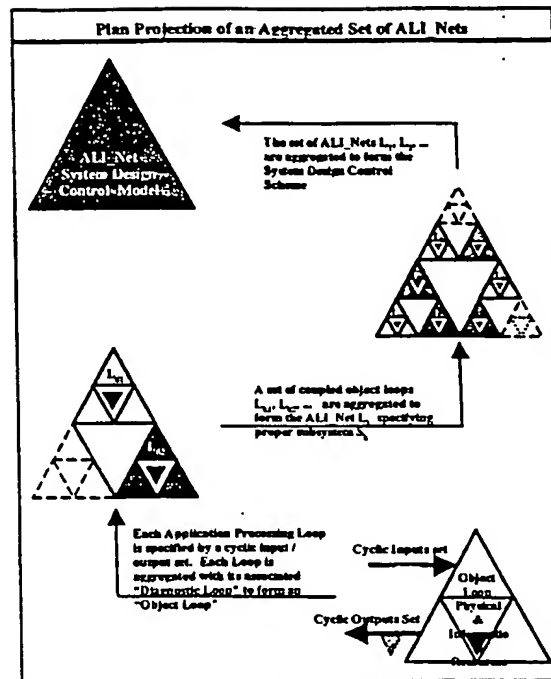 Plan Projection of an Aggregated Set of ALI_Nets
ALI_Net
System Design
Control-Model
The set of ALI_Nets L₁, L₂, ...
are aggregated to form the
System Design Control
Scheme
L
L
A set of coupled object loops
are aggregated to
form the ALI_Net specifying
proper subsystem
Each Application Processing Loop
is specified by a cyclic input /
output set. Each Loop is
aggregated with its associated
"Diagnostic Loop" to form an
"Object Loop"
Cyclic Inputs set
Object
Loop
Physical
&
Cyclic Outputs Set